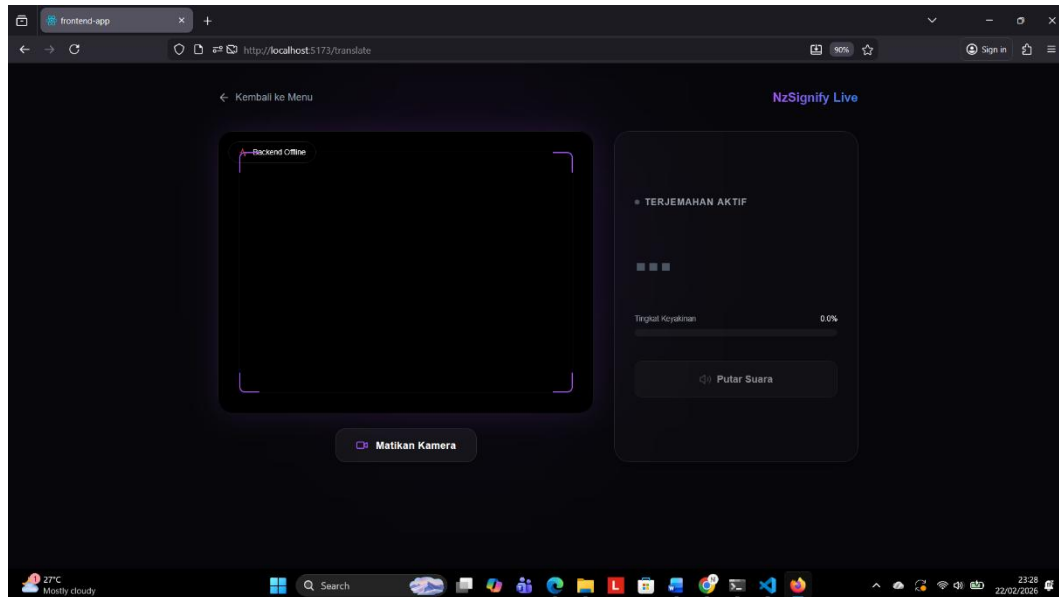 frontend-app
http://localhost:5173/translate
90%
Sign in
Kembali ke Menu
NzSignify Live
Backend Offline
TERJEMAHAN AKTIF
Tingkat Keyakinan 0.0%
Putar Suara
Matikan Kamera
1
27°C
Mostly cloudy
Search
L
23:28
22/02/2026